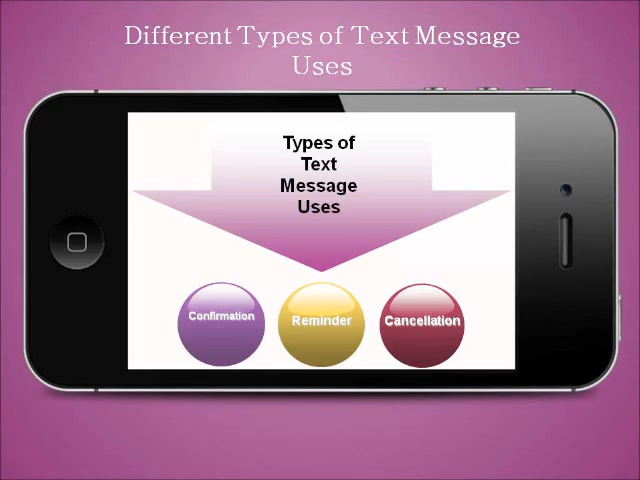 Different Types of Text Message
Uses
Types of
Text
Message
Uses
Confirmation
Reminder
Cancellation